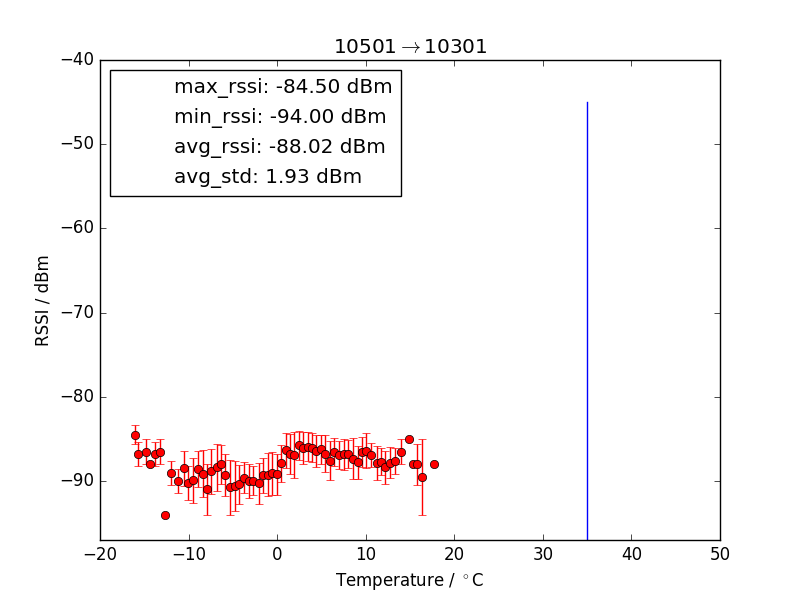 10501→10301
max_rssi: -84.50 dBm
min_rssi: -94.00 dBm
avg_rssi: -88.02 dBm
avg_std: 1.93 dBm
−40
−50
−60
−70
−80
−90
RSSI / dBm
−20 −10 0 10 20 30 40 50
Temperature / °C